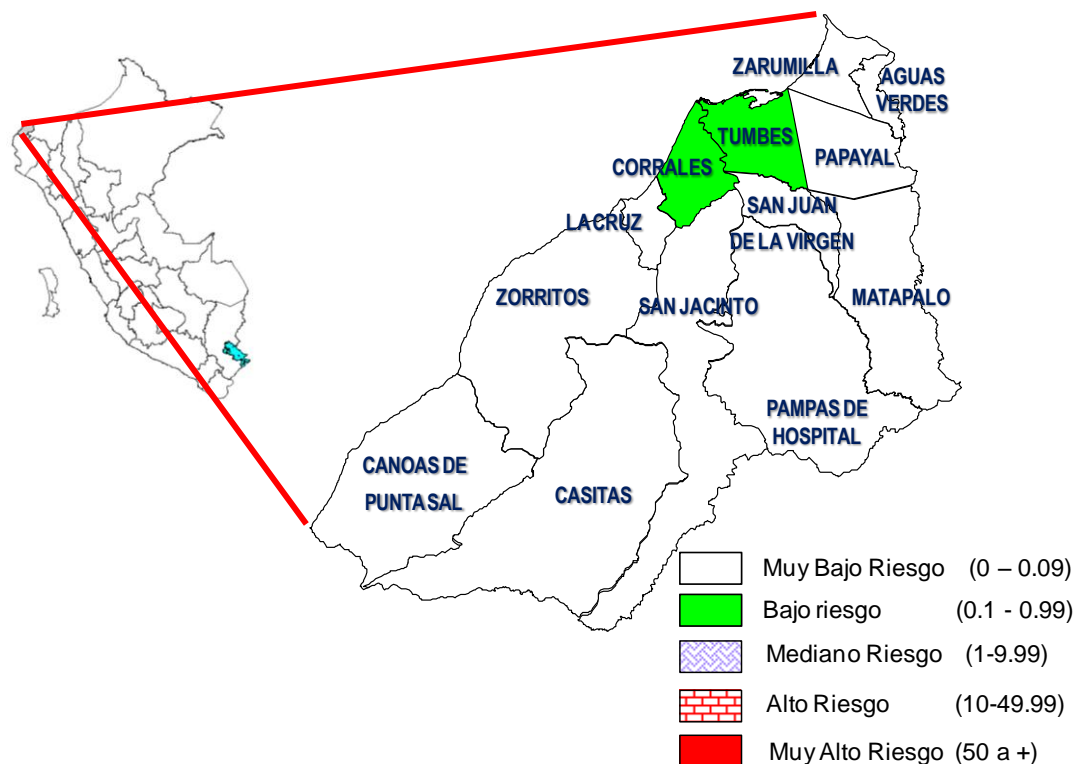 ZARUMILLA
AGUAS
VERDES
TUMBES
PAPAYAL
CORRALES
SAN JUAN
DE LA VIRGEN
LA CRUZ
ZORRITOS
SAN JACINTO
MATAPALO
PAMPAS DE
HOSPITAL
CANOAS DE
PUNTA SAL
CASITAS
Muy Bajo Riesgo (0 – 0.09)
Bajo riesgo (0.1 - 0.99)
Mediano Riesgo (1-9.99)
Alto Riesgo (10-49.99)
Muy Alto Riesgo (50 a +)